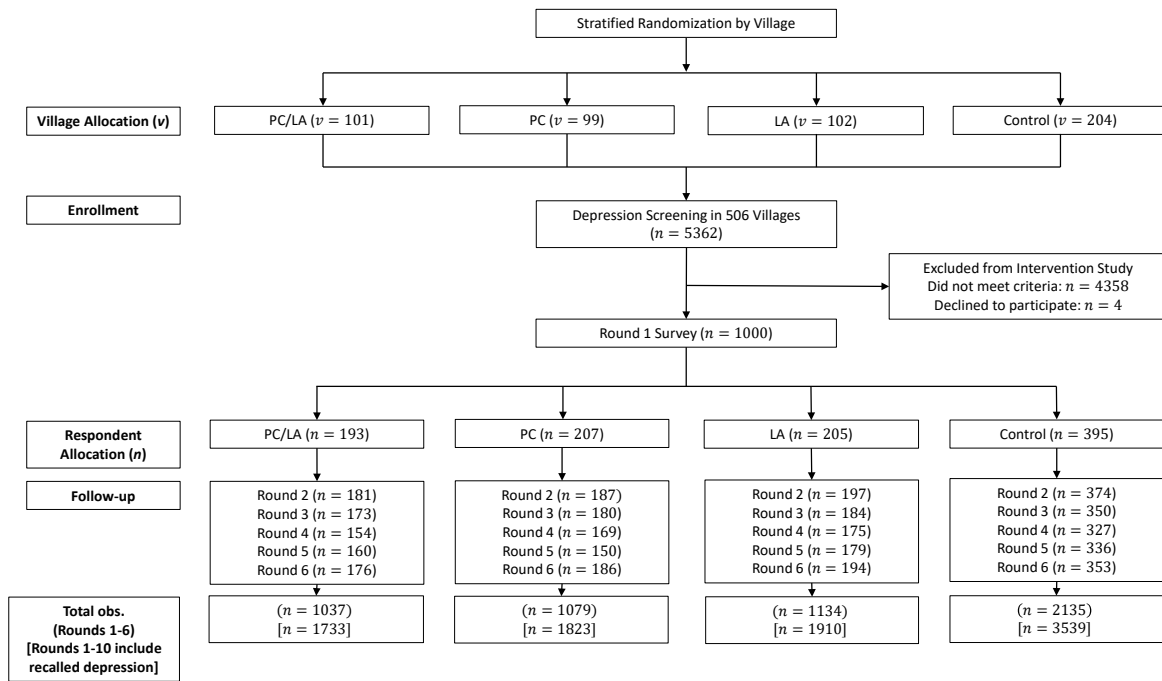 Stratified Randomization by Village
Village Allocation (v)
PC/LA (v = 101)
PC (v = 99)
LA (v = 102)
Control (v = 204)
Enrollment
Depression Screening in 506 Villages
(n = 5362)
Excluded from Intervention Study
Did not meet criteria: n = 4358
Declined to participate: n = 4
Round 1 Survey (n = 1000)
Respondent
Allocation (n)
PC/LA (n = 193)
PC (n = 207)
LA (n = 205)
Control (n = 395)
Follow-up
Round 2 (n = 181)
Round 3 (n = 173)
Round 4 (n = 154)
Round 5 (n = 160)
Round 6 (n = 176)
Round 2 (n = 187)
Round 3 (n = 180)
Round 4 (n = 169)
Round 5 (n = 150)
Round 6 (n = 186)
Round 2 (n = 197)
Round 3 (n = 184)
Round 4 (n = 175)
Round 5 (n = 179)
Round 6 (n = 194)
Round 2 (n = 374)
Round 3 (n = 350)
Round 4 (n = 327)
Round 5 (n = 336)
Round 6 (n = 353)
Total obs.
(Rounds 1-6)
[Rounds 1-10 include
recalled depression]
(n = 1037)
[n = 1733]
(n = 1079)
[n = 1823]
(n = 1134)
[n = 1910]
(n = 2135)
[n = 3539]